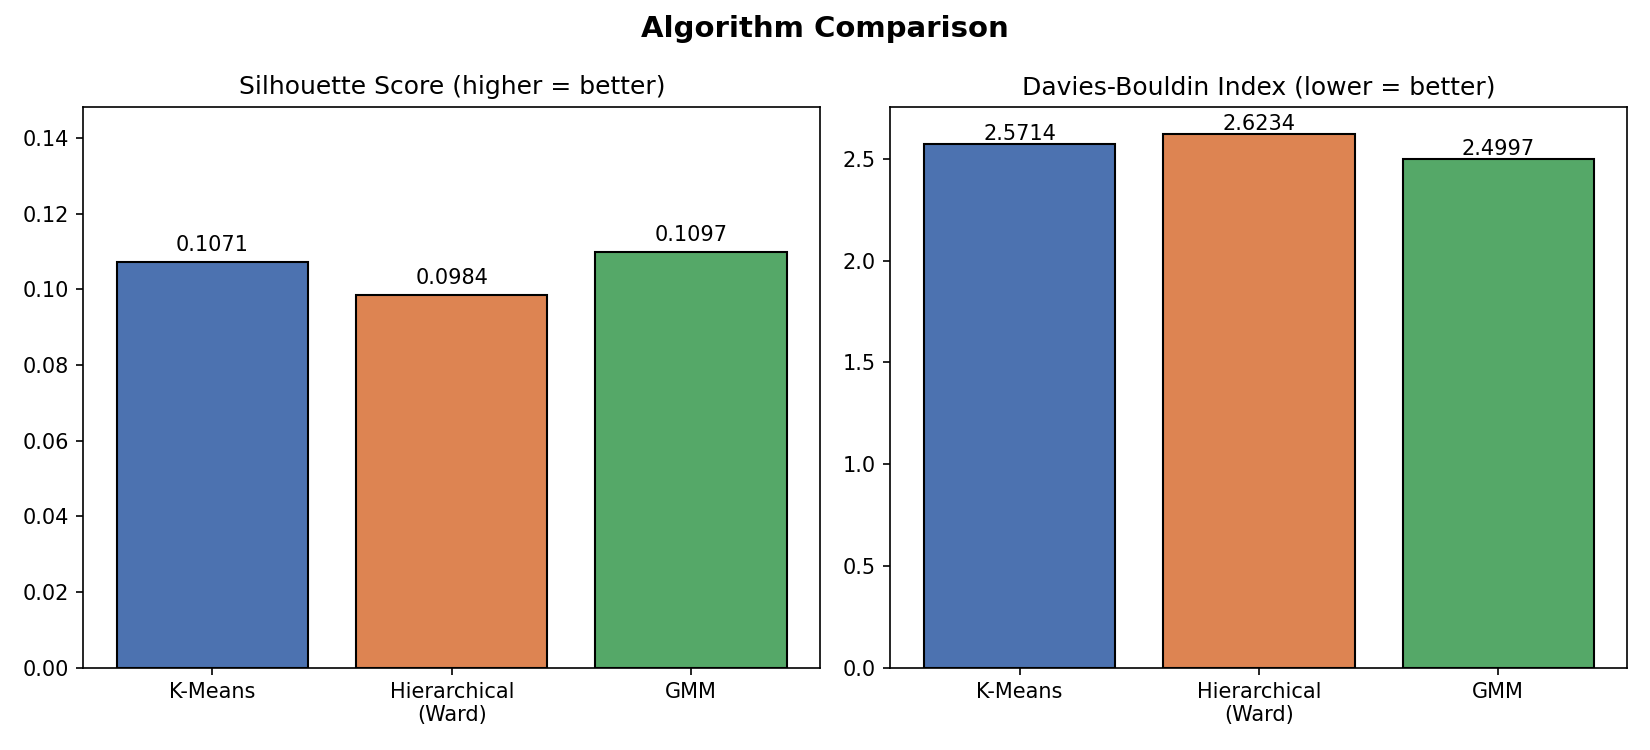 Algorithm Comparison
Silhouette Score (higher = better)
0.14
0.12
0.10
0.08
0.06
0.04
0.02
0.00
0.1071
0.0984
0.1097
K-Means
Hierarchical
(Ward)
GMM
Davies-Bouldin Index (lower = better)
2.5
2.0
1.5
1.0
0.5
0.0
2.5714
2.6234
2.4997
K-Means
Hierarchical
(Ward)
GMM